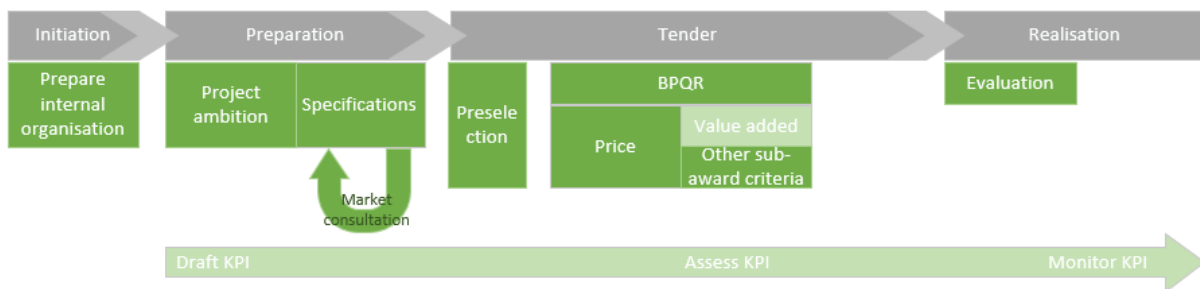 Initiation
Preparation
Tender
Realisation
Prepare
internal
organisation
Project
ambition
Specifications
Market
consultation
Presele
ction
BPQR
Price
Value added
Other sub-
award criteria
Evaluation
Draft KPI
Assess KPI
Monitor KPI